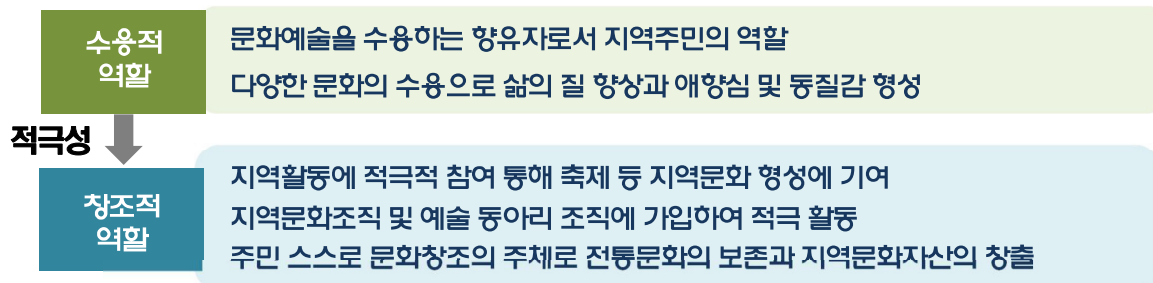 수용적
역할
문화예술을 수용하는 향유자로서 지역주민의 역할
다양한 문화의 수용으로 삶의 질 향상과 애향심 및 동질감 형성
적극성
창조적
역할
지역활동에 적극적 참여 통해 축제 등 지역문화 형성에 기여
지역문화조직 및 예술 동아리 조직에 가입하여 적극 활동
주민 스스로 문화창조의 주체로 전통문화의 보존과 지역문화자산의 창출